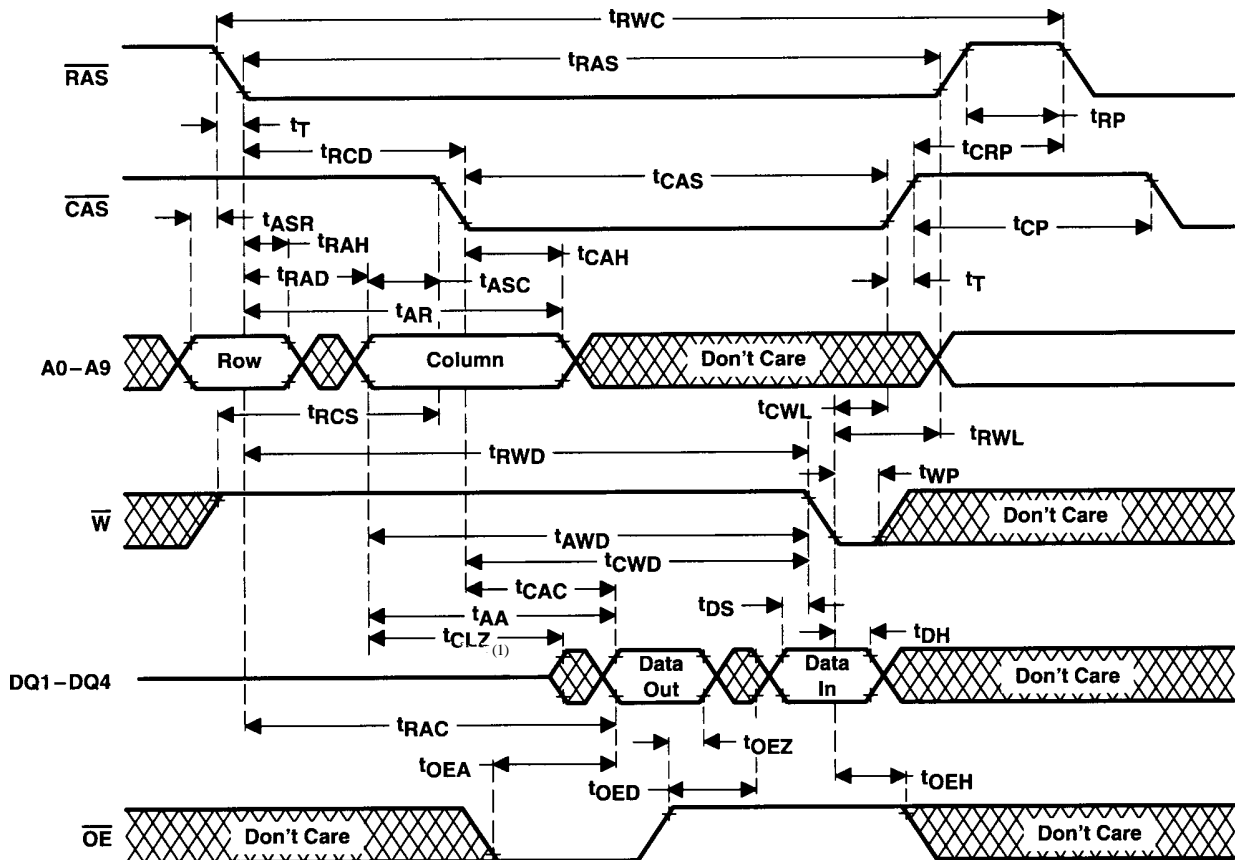 tRWC
RAS
tRAS
tT
tRP
tRCD
tCRP
CAS
tCAS
tASR
tRAH
tCP
tCAH
tRAD
tASC
tT
tAR
A0–A9
Row
Column
Don't Care
tRCS
tCWL
tRWL
tRWD
tWP
W
Don't Care
tAWD
tCWD
tCAC
tDS
tAA
tCLZ(1)
tDH
DQ1–DQ4
Data Out
Data In
Don't Care
tRAC
tOEZ
tOEA
tOED
tOEH
OE
Don't Care
Don't Care